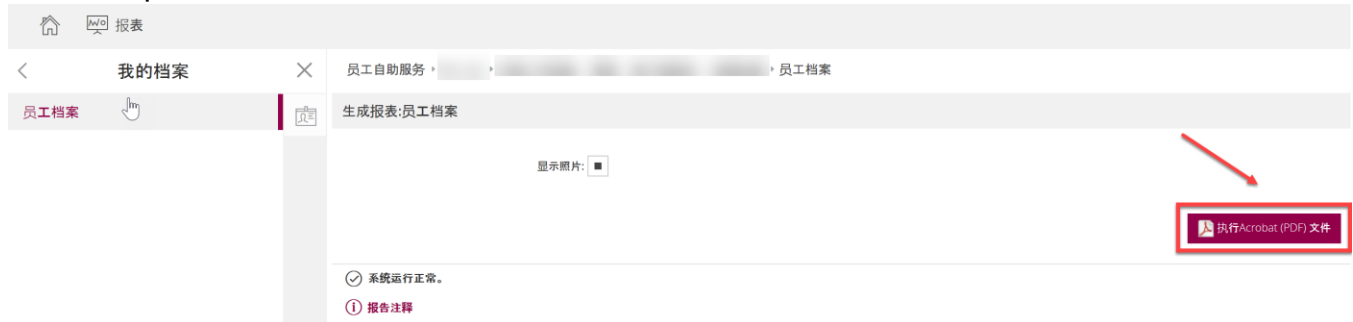 报表
我的档案
员工自助服务 员工档案
员工档案
生成报表:员工档案
显示照片:
执行Acrobat (PDF) 文件
系统运行正常。
报告注释